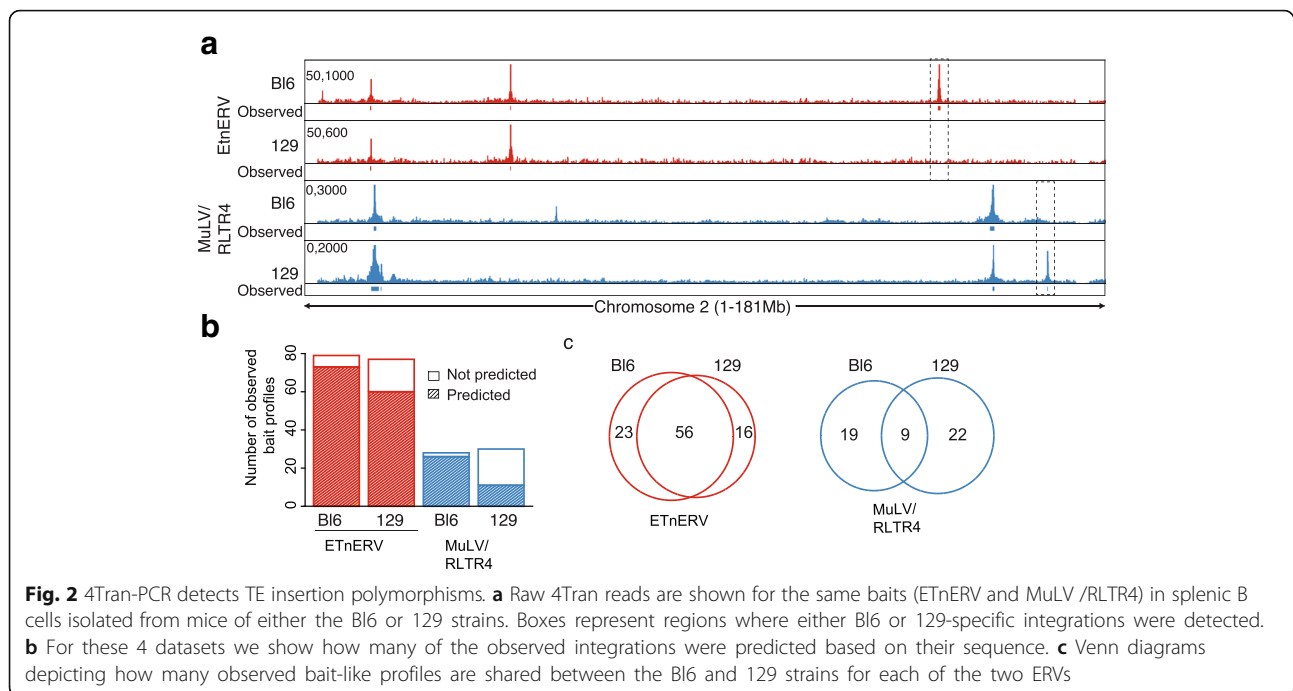 a
EtnERV
Bl6
50,1000
Observed
129
50,600
Observed
MuLV/
RLTR4
Bl6
0,3000
Observed
129
0,2000
Observed
Chromosome 2 (1-181Mb)
b
Number of observed
bait profiles
80
60
40
20
0
Not predicted
Predicted
Bl6 129 Bl6 129
ETnERV
MuLV/
RLTR4
c
Bl6 129
23 56 16
ETnERV
Bl6 129
19 9 22
MuLV/
RLTR4
Fig. 2 4Tran-PCR detects TE insertion polymorphisms. a Raw 4Tran reads are shown for the same baits (ETnERV and MuLV /RLTR4) in splenic B
cells isolated from mice of either the Bl6 or 129 strains. Boxes represent regions where either Bl6 or 129-specific integrations were detected.
b For these 4 datasets we show how many of the observed integrations were predicted based on their sequence. c Venn diagrams
depicting how many observed bait-like profiles are shared between the Bl6 and 129 strains for each of the two ERVs